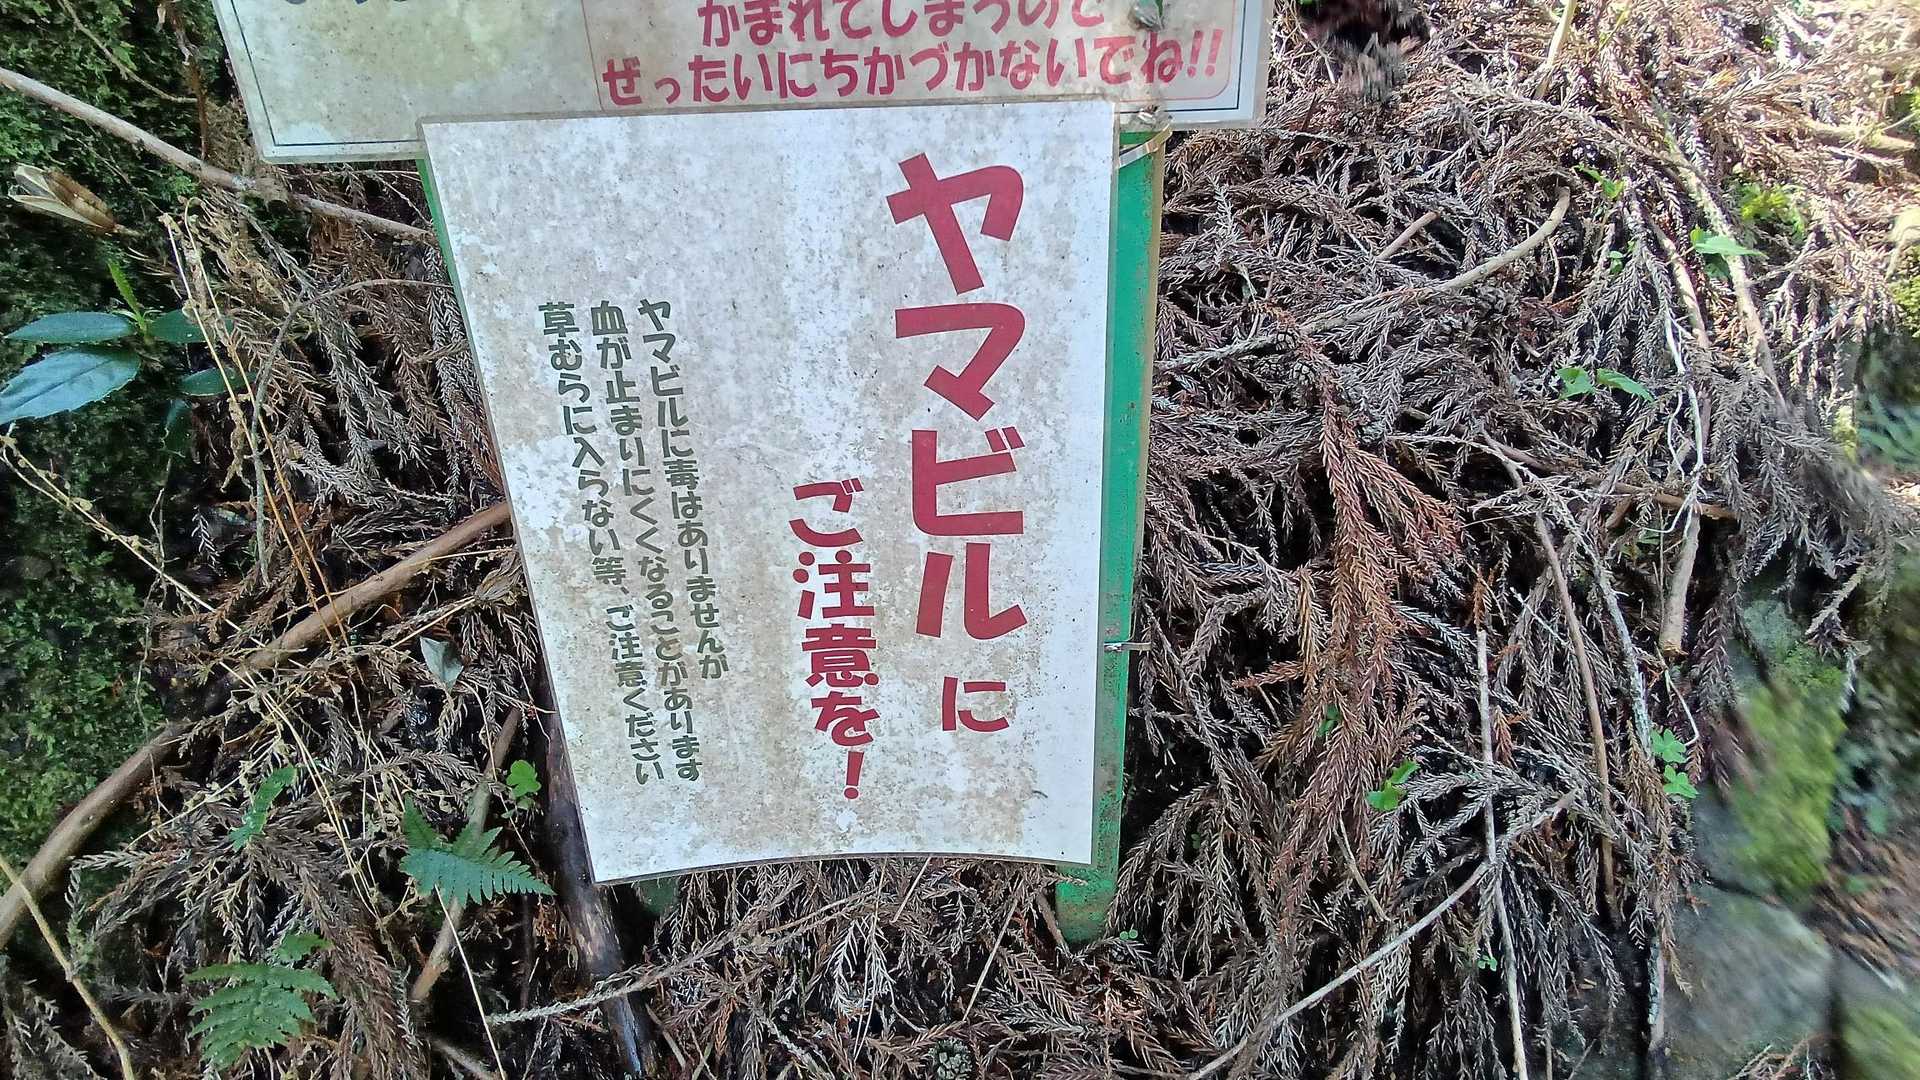 かまれてしまうので
ぜったいにちかづかないでね!!
ヤマビルに
ご注意を！
ヤマビルに毒はありませんが
血が止まりにくくなることがあります
草むらに入らない等、ご注意ください